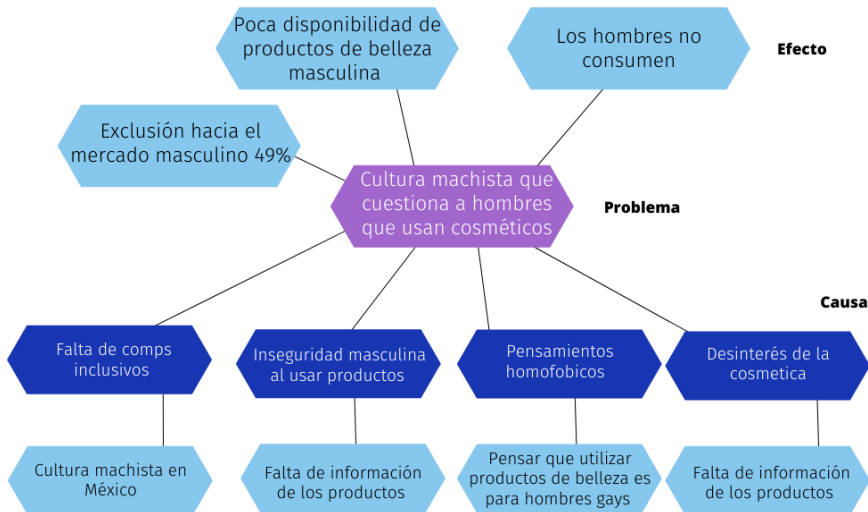 Poca disponibilidad de
productos de belleza
masculina
Los hombres no
consumen
Efecto
Exclusión hacia el
mercado masculino 49%
Cultura machista que
cuestiona a hombres
que usan cosméticos
Problema
Causa
Falta de comps
inclusivos
Inseguridad masculina
al usar productos
Pensamientos
homofobicos
Desinterés de la
cosmetica
Cultura machista en
México
Falta de información
de los productos
Pensar que utilizar
productos de belleza es
para hombres gays
Falta de información
de los productos